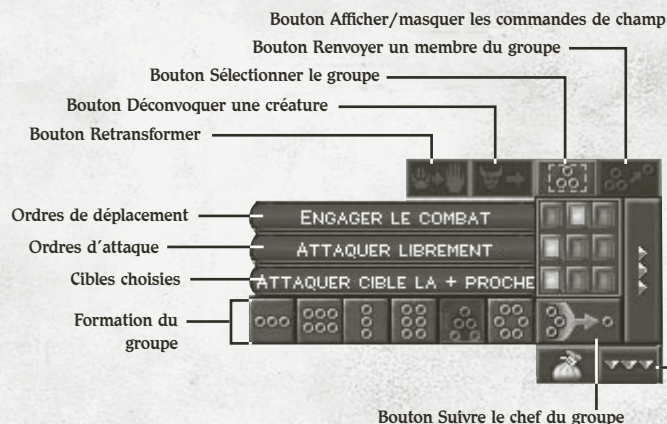 Bouton Afficher/masquer les commandes de champ
Bouton Renvoyer un membre du groupe
Bouton Sélectionner le groupe
Bouton Déconvoquer une créature
Bouton Retransformer
Ordres de déplacement
ENGAGER LE COMBAT
Ordres d'attaque
ATTAQUER LIBREMENT
Cibles choisies
ATTAQUER CIBLE LA + PROCHE
Formation du
groupe
Bouton Suivre le chef du groupe